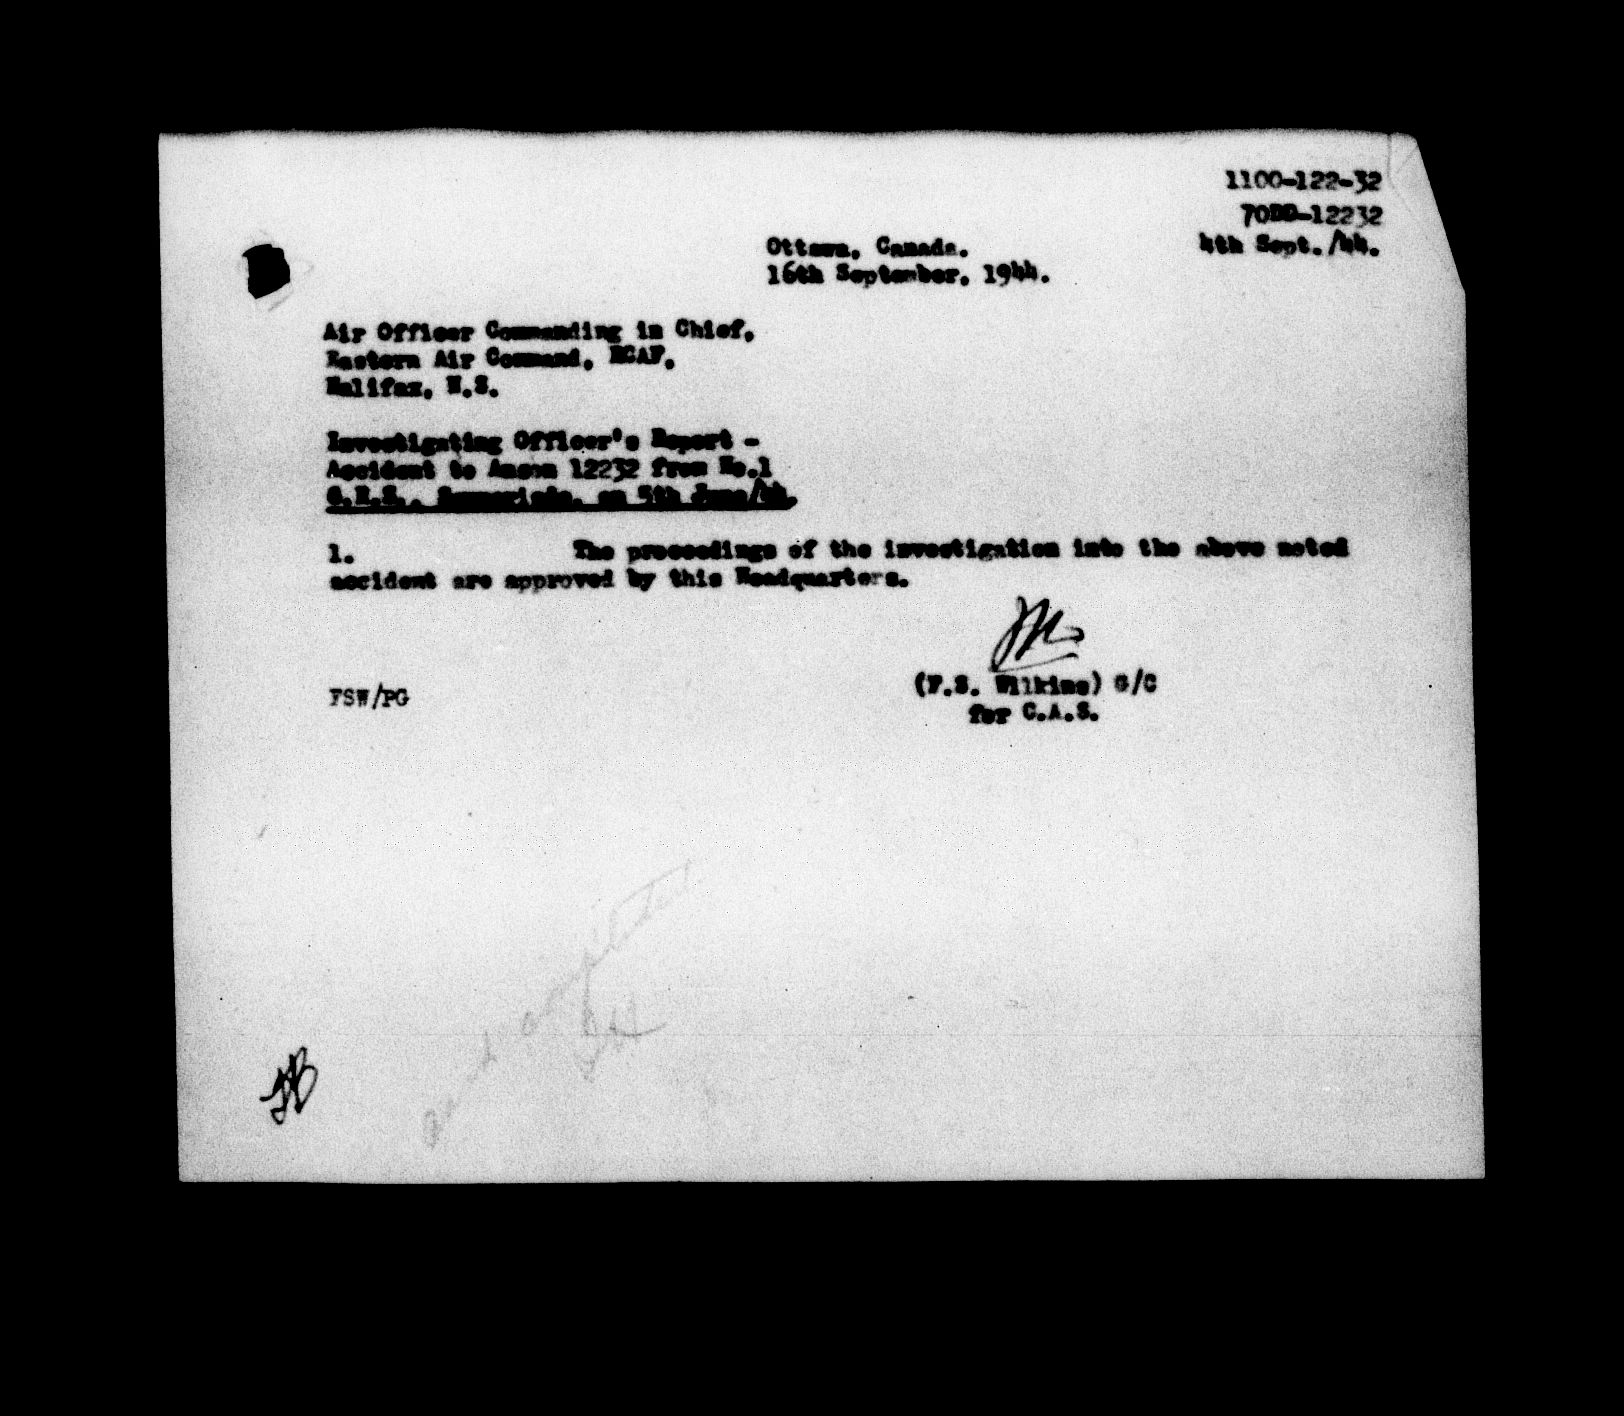 1100-122-32
70DD-12232
4th Sept./44.
Ottawa, Canada.
16th September, 1944.
Air Officer Commanding in Chief,
Eastern Air Command, RCAF,
Halifax, N.S.
Investigating Officer's Report -
Accident to Anson 12232 from No.1
G.R.S., Summerside, on 5th June/44.
1. The proceedings of the investigation into the above noted
accident are approved by this Headquarters.
(F.S. Wilkins) G/C
for C.A.S.
FSW/PG
completed